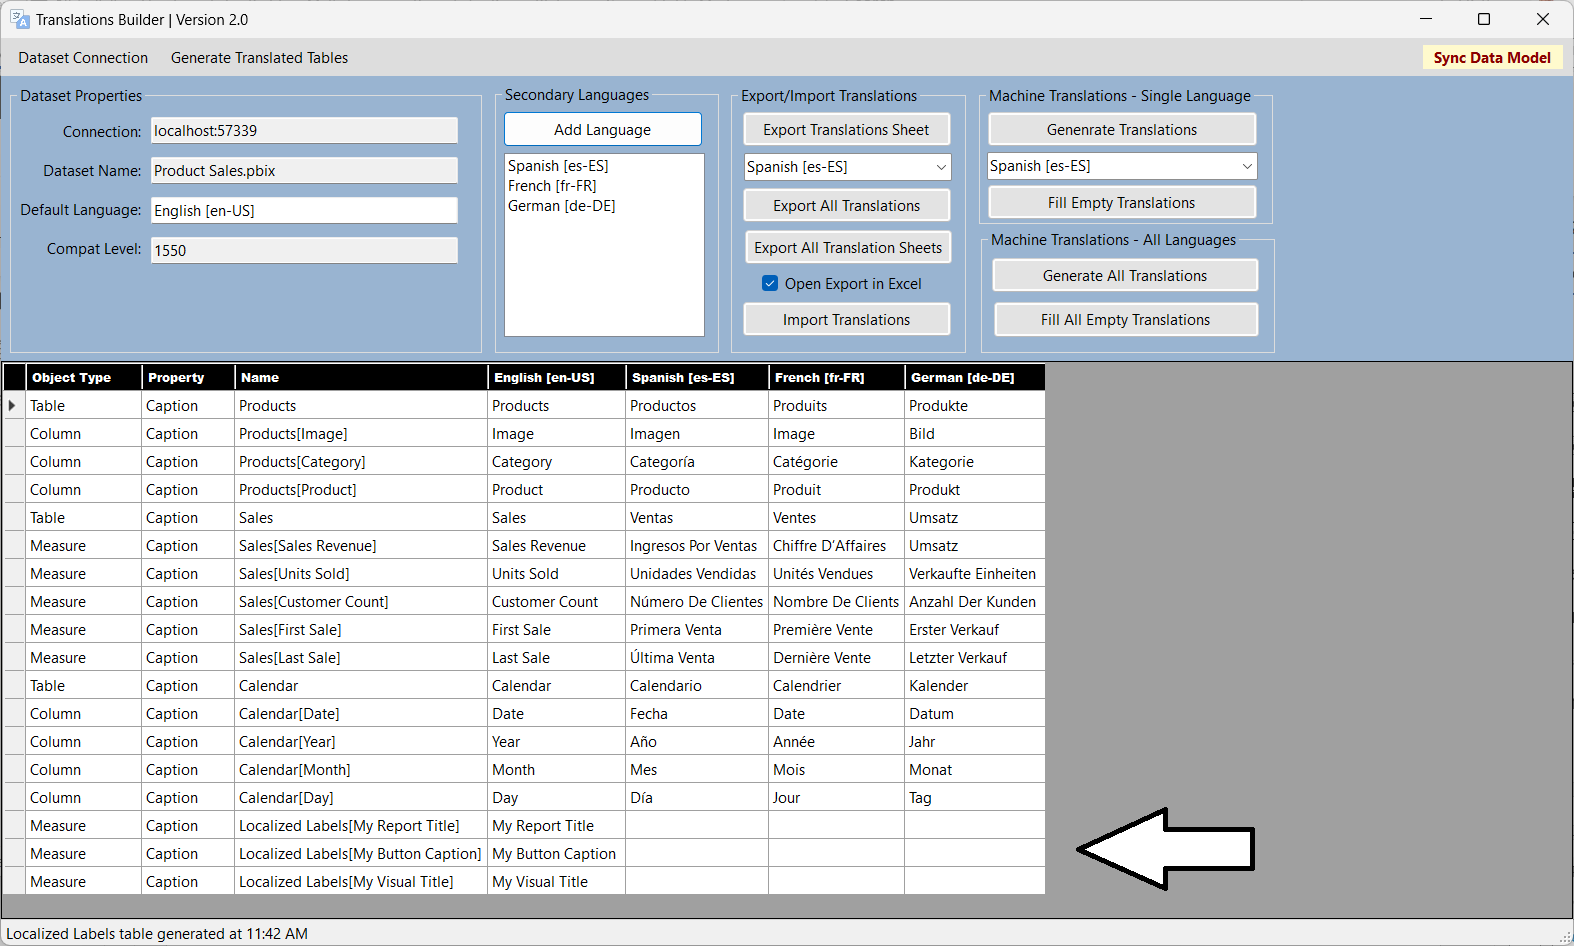 Translations Builder | Version 2.0
Dataset Connection Generate Translated Tables Sync Data Model
Dataset Properties
Connection: localhost:57339
Dataset Name: Product Sales.pbix
Default Language: English [en-US]
Compat Level: 1550
Secondary Languages
Add Language
Spanish [es-ES]
French [fr-FR]
German [de-DE]
Export/Import Translations
Export Translations Sheet
Spanish [es-ES]
Export All Translations
Export All Translation Sheets
Open Export in Excel
Import Translations
Machine Translations - Single Language
Genenrate Translations
Spanish [es-ES]
Fill Empty Translations
Machine Translations - All Languages
Generate All Translations
Fill All Empty Translations
Object Type Property Name English [en-US] Spanish [es-ES] French [fr-FR] German [de-DE]
Table Caption Products Products Productos Produits Produkte
Column Caption Products[Image] Image Imagen Image Bild
Column Caption Products[Category] Category Categoría Catégorie Kategorie
Column Caption Products[Product] Product Producto Produit Produkt
Table Caption Sales Sales Ventas Ventes Umsatz
Measure Caption Sales[Sales Revenue] Sales Revenue Ingresos Por Ventas Chiffre D’Affaires Umsatz
Measure Caption Sales[Units Sold] Units Sold Unidades Vendidas Unités Vendues Verkaufte Einheiten
Measure Caption Sales[Customer Count] Customer Count Número De Clientes Nombre De Clients Anzahl Der Kunden
Measure Caption Sales[First Sale] First Sale Primera Venta Première Vente Erster Verkauf
Measure Caption Sales[Last Sale] Last Sale Última Venta Dernière Vente Letzter Verkauf
Table Caption Calendar Calendar Calendario Calendrier Kalender
Column Caption Calendar[Date] Date Fecha Date Datum
Column Caption Calendar[Year] Year Año Année Jahr
Column Caption Calendar[Month] Month Mes Mois Monat
Column Caption Calendar[Day] Day Día Jour Tag
Measure Caption Localized Labels[My Report Title] My Report Title
Measure Caption Localized Labels[My Button Caption] My Button Caption
Measure Caption Localized Labels[My Visual Title] My Visual Title
Localized Labels table generated at 11:42 AM